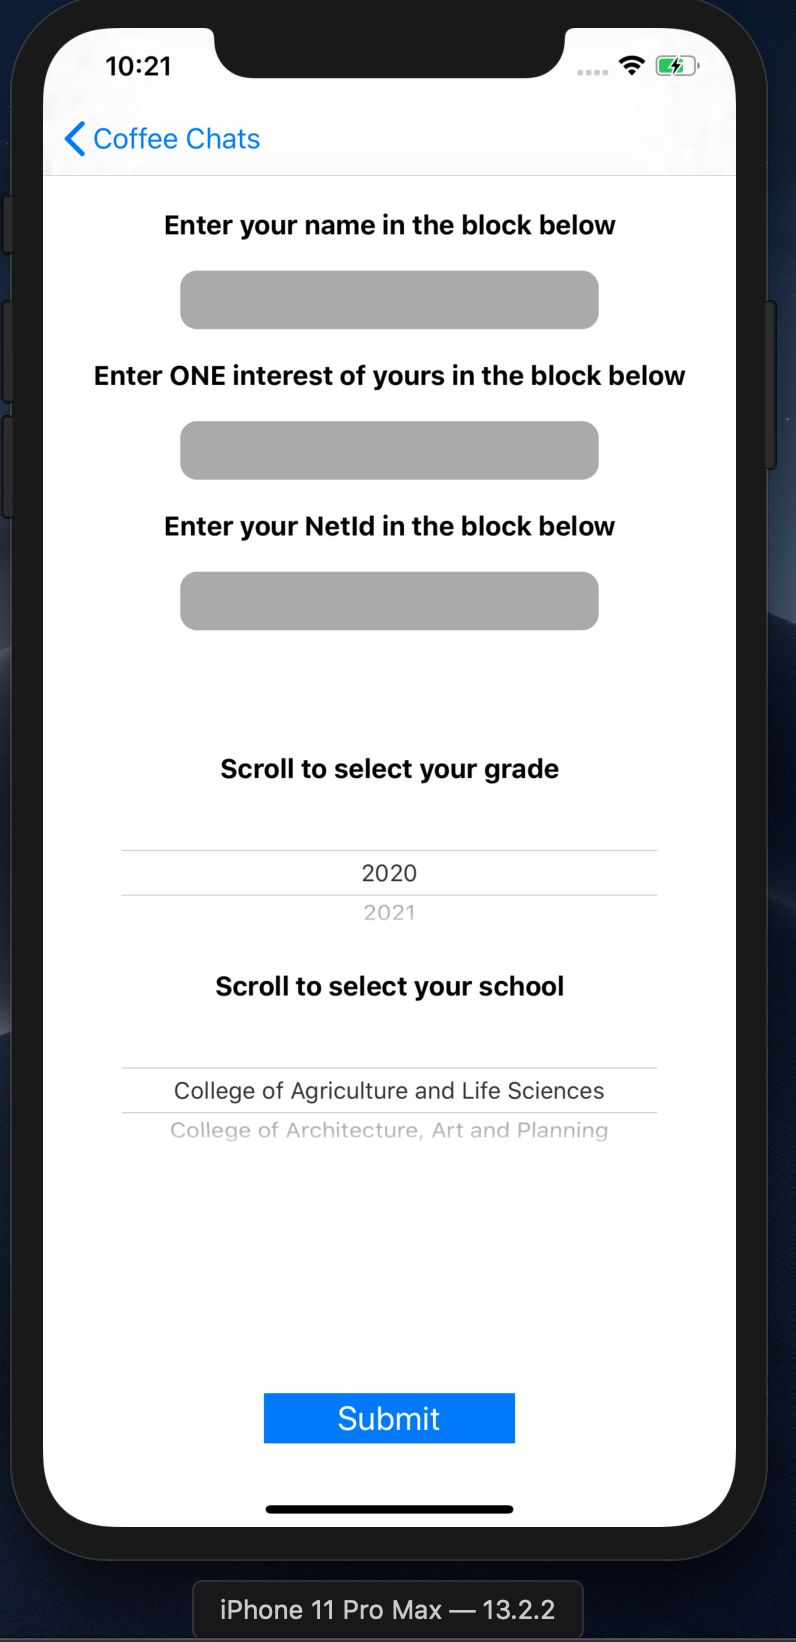 10:21
Coffee Chats
Enter your name in the block below
Enter ONE interest of yours in the block below
Enter your NetId in the block below
Scroll to select your grade
2020
2021
Scroll to select your school
College of Agriculture and Life Sciences
College of Architecture, Art and Planning
Submit
iPhone 11 Pro Max — 13.2.2